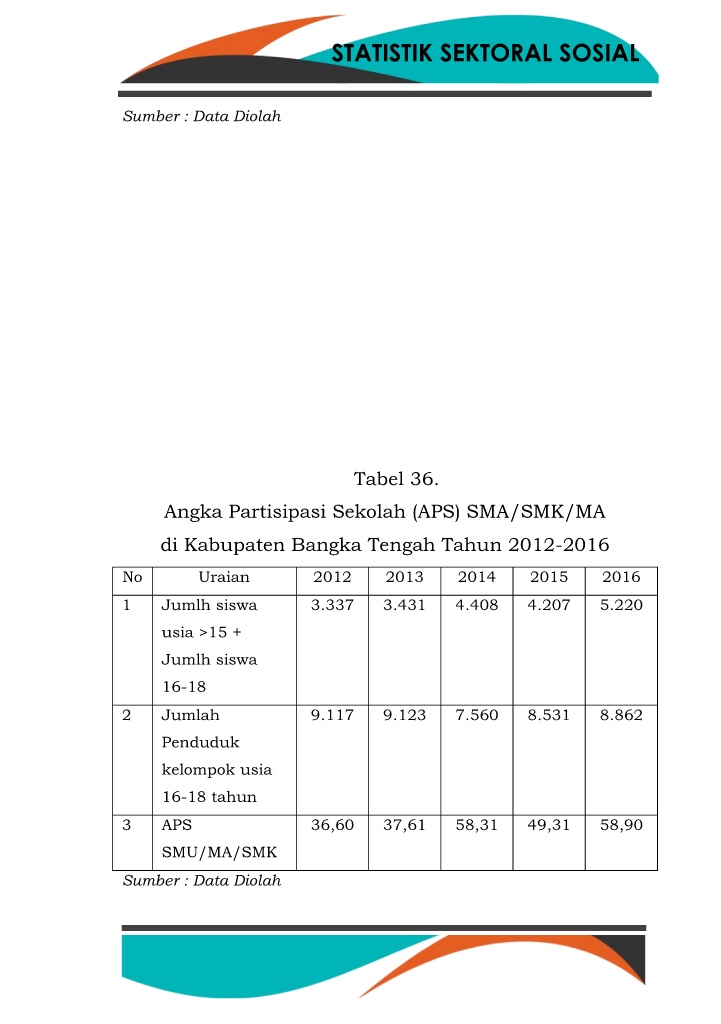 STATISTIK SEKTORAL SOSIAL
Sumber : Data Diolah
Tabel 36.
Angka Partisipasi Sekolah (APS) SMA/SMK/MA
di Kabupaten Bangka Tengah Tahun 2012-2016
No Uraian 2012 2013 2014 2015 2016
1 Jumlh siswa 3.337 3.431 4.408 4.207 5.220
usia >15 +
Jumlh siswa
16-18
2 Jumlah 9.117 9.123 7.560 8.531 8.862
Penduduk
kelompok usia
16-18 tahun
3 APS 36,60 37,61 58,31 49,31 58,90
SMU/MA/SMK
Sumber : Data Diolah